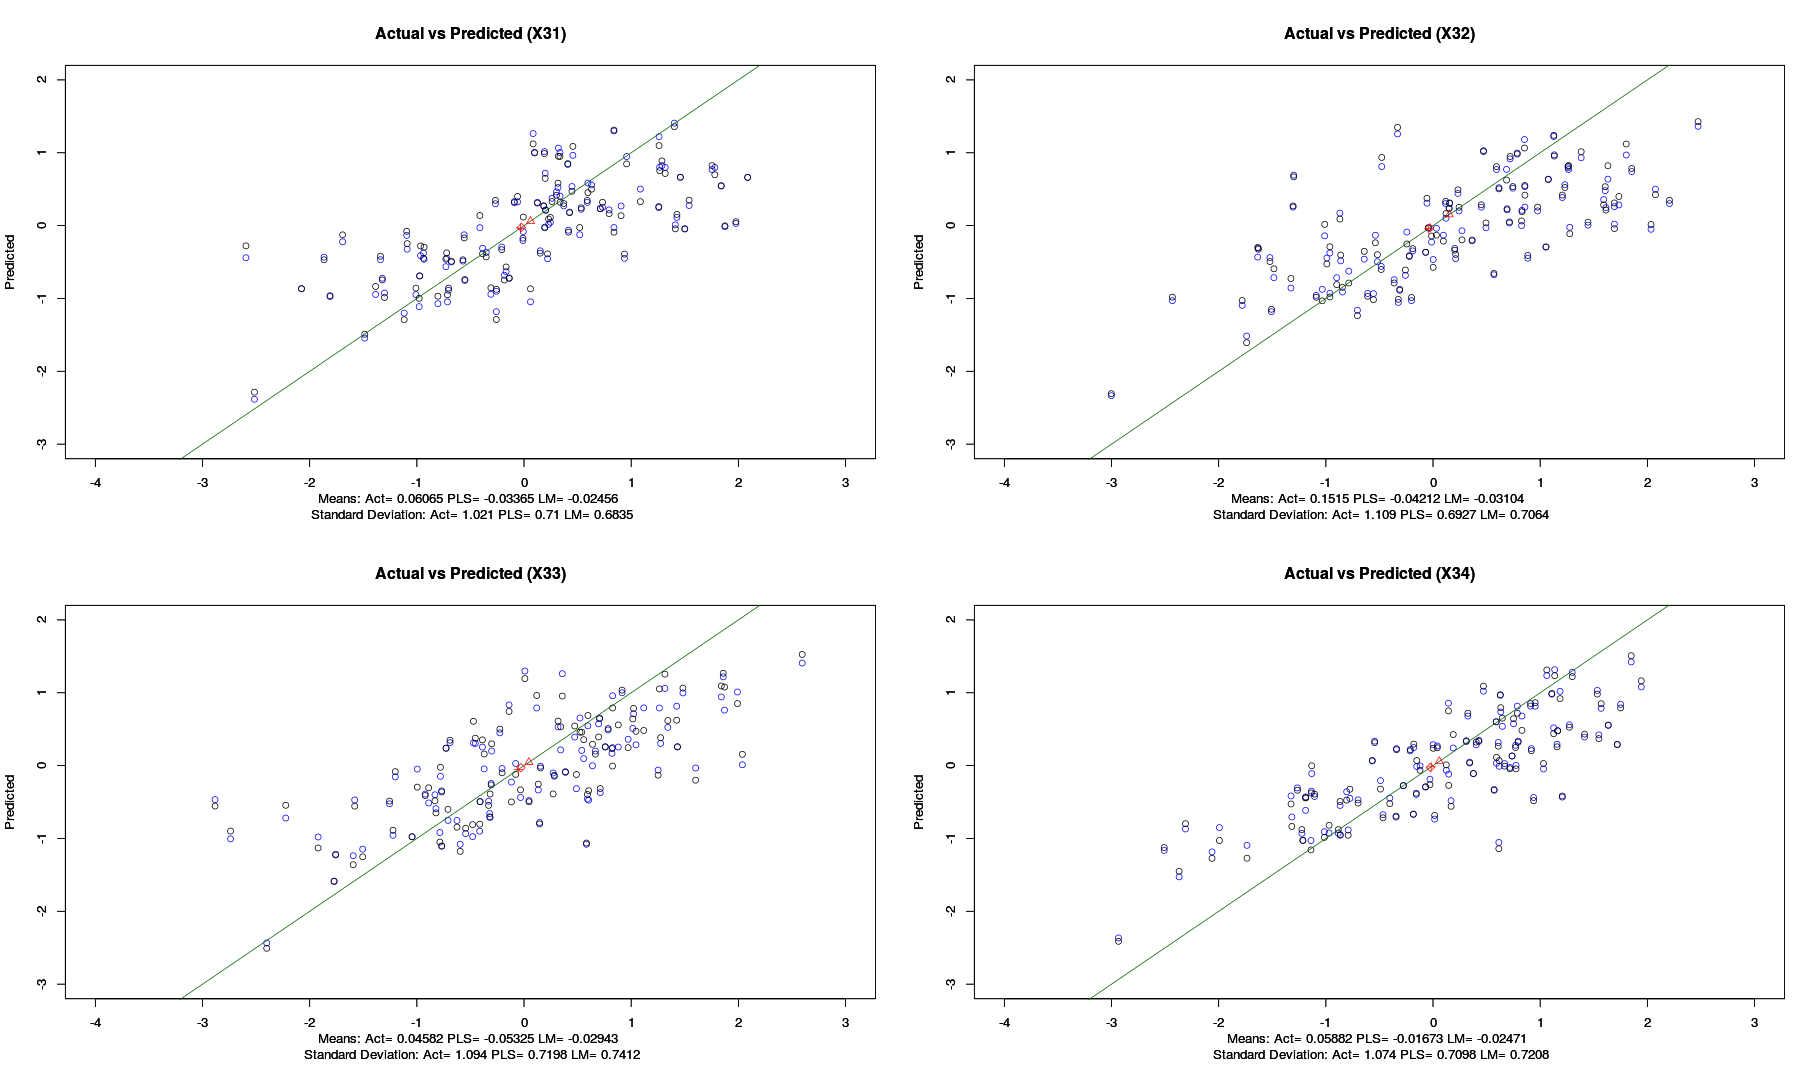 Actual vs Predicted (X31)
Predicted
2
1
0
-1
-2
-3
-4 -3 -2 -1 0 1 2 3
Means: Act= 0.06065 PLS= -0.03365 LM= -0.02456
Standard Deviation: Act= 1.021 PLS= 0.71 LM= 0.6835
Actual vs Predicted (X32)
Predicted
2
1
0
-1
-2
-3
-4 -3 -2 -1 0 1 2 3
Means: Act= 0.1515 PLS= -0.04212 LM= -0.03104
Standard Deviation: Act= 1.109 PLS= 0.6927 LM= 0.7064
Actual vs Predicted (X33)
Predicted
2
1
0
-1
-2
-3
-4 -3 -2 -1 0 1 2 3
Means: Act= 0.04582 PLS= -0.05325 LM= -0.02943
Standard Deviation: Act= 1.094 PLS= 0.7198 LM= 0.7412
Actual vs Predicted (X34)
Predicted
2
1
0
-1
-2
-3
-4 -3 -2 -1 0 1 2 3
Means: Act= 0.05882 PLS= -0.01673 LM= -0.02471
Standard Deviation: Act= 1.074 PLS= 0.7098 LM= 0.7208